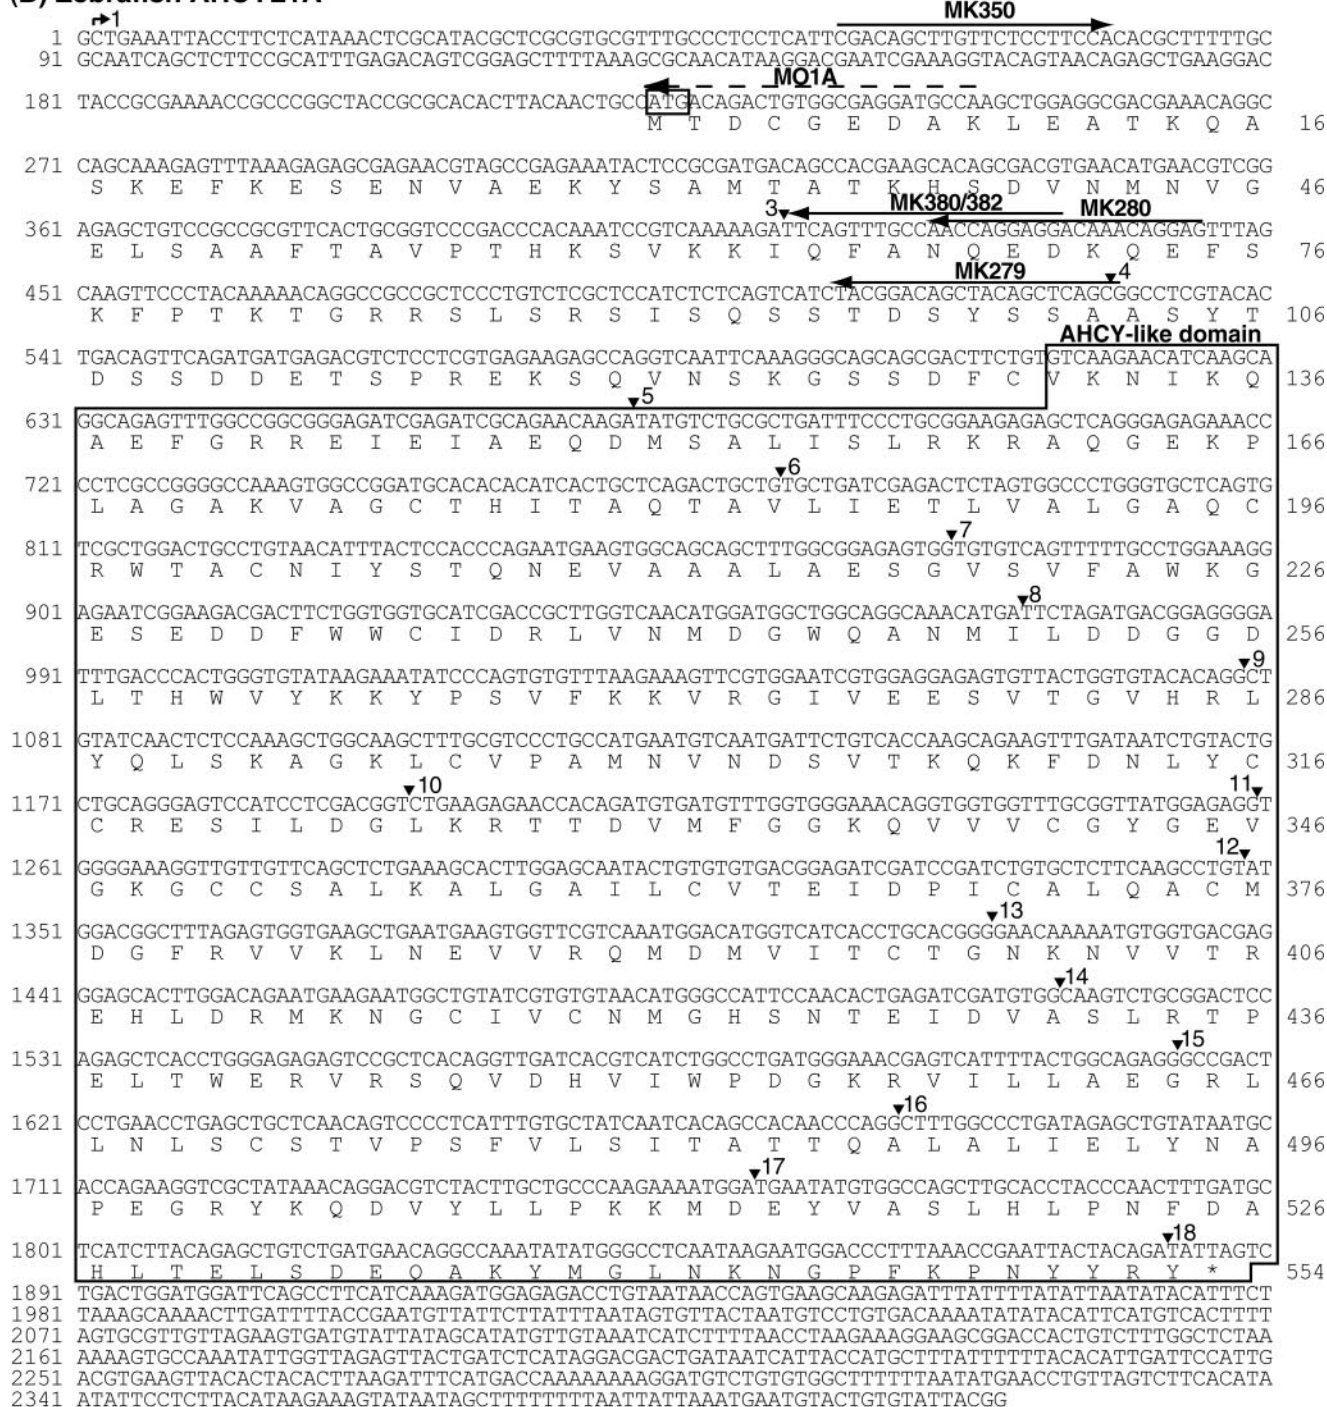 (B) Zebrafish
1 MK350
1 GCTGAAATTACCTTCTCATAAACTCGCATACGCTCGCGTGCGTTTGCCCTCCTCATTCGACAGCTTGTTCTCCTTCCACACGCTTTTTGC
91 GCAATCAGCTCTTCCGCATTTGAGACAGTCGGAGCTTTTAAAGCGCAACATAAGGACGAATCGAAAGGTACAGTAACAGAGCTGAAGGAC
MQ1A
181 TACCGCGAAAACCGCCCGGCTACCGCGCACACTTACAACTGCCATGACAGACTGTGGCGAGGATGCCAAGCTGGAGGCGACGAAACAGGC
M T D C G E D A K L E A T K Q A 16
271 CAGCAAAGAGTTTAAAGAGAGCGAGAACGTAGCCGAGAAATACTCCGCGATGACAGCCACGAAGCACAGCGACGTGAACATGAACGTCGG
S K E F K E S E N V A E K Y S A M T A T K H S D V N M N V G 46
3 MK380/382 MK280
361 AGAGCTGTCCGCCGCGTTCACTGCGGTCCCGACCCACAAATCCGTCAAAAAGATTCAGTTTGCCAACCAGGAGGACAAACAGGAGTTTAG
E L S A A F T A V P T H K S V K K I Q F A N Q E D K Q E F S 76
MK279 4
451 CAAGTTCCCTACAAAAACAGGCCGCCGCTCCCTGTCTCGCTCCATCTCTCAGTCATCTACGGACAGCTACAGCTCAGCGGCCTCGTACAC
K F P T K T G R R S L S R S I S Q S S T D S Y S S A A S Y T 106
AHCY-like domain
541 TGACAGTTCAGATGATGAGACGTCTCCTCGTGAGAAGAGCCAGGTCAATTCAAAGGGCAGCAGCGACTTCTGTGTCAAGAACATCAAGCA
D S S D D E T S P R E K S Q V N S K G S S D F C V K N I K Q 136
5
631 GGCAGAGTTTGGCCGGCGGGAGATCGAGATCGCAGAACAAGATATGTCTGCGCTGATTTCCCTGCGGAAGAGAGCTCAGGGAGAGAAACC
A E F G R R E I E I A E Q D M S A L I S L R K R A Q G E K P 166
6
721 CCTCGCCGGGGCCAAAGTGGCCGGATGCACACACATCACTGCTCAGACTGCTGTGCTGATCGAGACTCTAGTGGCCCTGGGTGCTCAGTG
L A G A K V A G C T H I T A Q T A V L I E T L V A L G A Q C 196
7
811 TCGCTGGACTGCCTGTAACATTTACTCCACCCAGAATGAAGTGGCAGCAGCTTTGGCGGAGAGTGGTGTGTCAGTTTTTGCCTGGAAAGG
R W T A C N I Y S T Q N E V A A A L A E S G V S V F A W K G 226
8
901 AGAATCGGAAGACGACTTCTGGTGGTGCATCGACCGCTTGGTCAACATGGATGGCTGGCAGGCAAACATGATTCTAGATGACGGAGGGGA
E S E D D F W W C I D R L V N M D G W Q A N M I L D D G G D 256
9
991 TTTGACCCACTGGGTGTATAAGAAATATCCCAGTGTGTTTAAGAAAGTTCGTGGAATCGTGGAGGAGAGTGTTACTGGTGTACACAGGCT
L T H W V Y K K Y P S V F K K V R G I V E E S V T G V H R L 286
1081 GTATCAACTCTCCAAAGCTGGCAAGCTTTGCGTCCCTGCCATGAATGTCAATGATTCTGTCACCAAGCAGAAGTTTGATAATCTGTACTG
Y Q L S K A G K L C V P A M N V N D S V T K Q K F D N L Y C 316
10 11
1171 CTGCAGGGAGTCCATCCTCGACGGTCTGAAGAGAACCACAGATGTGATGTTTGGTGGGAAACAGGTGGTGGTTTGCGGTTATGGAGAGGT
C R E S I L D G L K R T T D V M F G G K Q V V V C G Y G E V 346
12
1261 GGGGAAAGGTTGTTGTTCAGCTCTGAAAGCACTTGGAGCAATACTGTGTGTGACGGAGATCGATCCGATCTGTGCTCTTCAAGCCTGTAT
G K G C C S A L K A L G A I L C V T E I D P I C A L Q A C M 376
13
1351 GGACGGCTTTAGAGTGGTGAAGCTGAATGAAGTGGTTCGTCAAATGGACATGGTCATCACCTGCACGGGGAACAAAAATGTGGTGACGAG
D G F R V V K L N E V V R Q M D M V I T C T G N K N V V T R 406
14
1441 GGAGCACTTGGACAGAATGAAGAATGGCTGTATCGTGTGTAACATGGGCCATTCCAACACTGAGATCGATGTGGCAAGTCTGCGGACTCC
E H L D R M K N G C I V C N M G H S N T E I D V A S L R T P 436
15
1531 AGAGCTCACCTGGGAGAGAGTCCGCTCACAGGTTGATCACGTCATCTGGCCTGATGGGAAACGAGTCATTTTACTGGCAGAGGGCCGACT
E L T W E R V R S Q V D H V I W P D G K R V I L L A E G R L 466
16
1621 CCTGAACCTGAGCTGCTCAACAGTCCCCTCATTTGTGCTATCAATCACAGCCACAACCCAGGCTTTGGCCCTGATAGAGCTGTATAATGC
L N L S C S T V P S F V L S I T A T T Q A L A L I E L Y N A 496
17
1711 ACCAGAAGGTCGCTATAAACAGGACGTCTACTTGCTGCCCAAGAAAATGGATGAATATGTGGCCAGCTTGCACCTACCCAACTTTGATGC
P E G R Y K Q D V Y L L P K K M D E Y V A S L H L P N F D A 526
18
1801 TCATCTTACAGAGCTGTCTGATGAACAGGCCAAATATATGGGCCTCAATAAGAATGGACCCTTTAAACCGAATTACTACAGATATTAGTC
H L T E L S D E Q A K Y M G L N K N G P F K P N Y Y R Y * 554
1891 TGACTGGATGGATTCAGCCTTCATCAAAGATGGAGAGACCTGTAATAACCAGTGAAGCAAGAGATTTATTTTATATTAATATACATTTCT
1981 TAAAGCAAAACTTGATTTTACCGAATGTTATTCTTATTTAATAGTGTTACTAATGTCCTGTGACAAAATATATACATTCATGTCACTTTT
2071 AGTGCGTTGTTAGAAGTGATGTATTATAGCATATGTTGTAAATCATCTTTTAACCTAAGAAAGGAAGCGGACCACTGTCTTTGGCTCTAA
2161 AAAAGTGCCAAATATTGGTTAGAGTTACTGATCTCATAGGACGACTGATAATCATTACCATGCTTTATTTTTTACACATTGATTCCATTG
2251 ACGTGAAGTTACACTACACTTAAGATTTCATGACCAAAAAAAAGGATGTCTGTGTGGCTTTTTTAATATGAACCTGTTAGTCTTCACATA
2341 ATATTCCTCTTACATAAGAAAGTATAATAGCTTTTTTTTAATTATTAAATGAATGTACTGTGTATTACGG